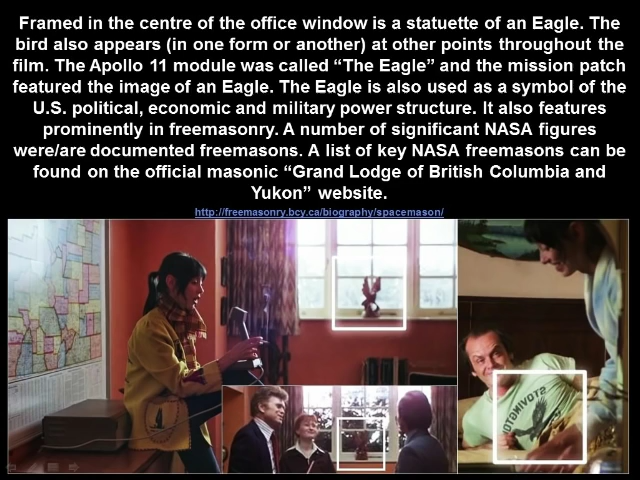 Framed in the centre of the office window is a statuette of an Eagle. The
bird also appears (in one form or another) at other points throughout the
film. The Apollo 11 module was called “The Eagle” and the mission patch
featured the image of an Eagle. The Eagle is also used as a symbol of the
U.S. political, economic and military power structure. It also features
prominently in freemasonry. A number of significant NASA figures
were/are documented freemasons. A list of key NASA freemasons can be
found on the official masonic “Grand Lodge of British Columbia and
Yukon” website.
http://freemasonry.bcy.ca/biography/spacemason/
STOVINGTON